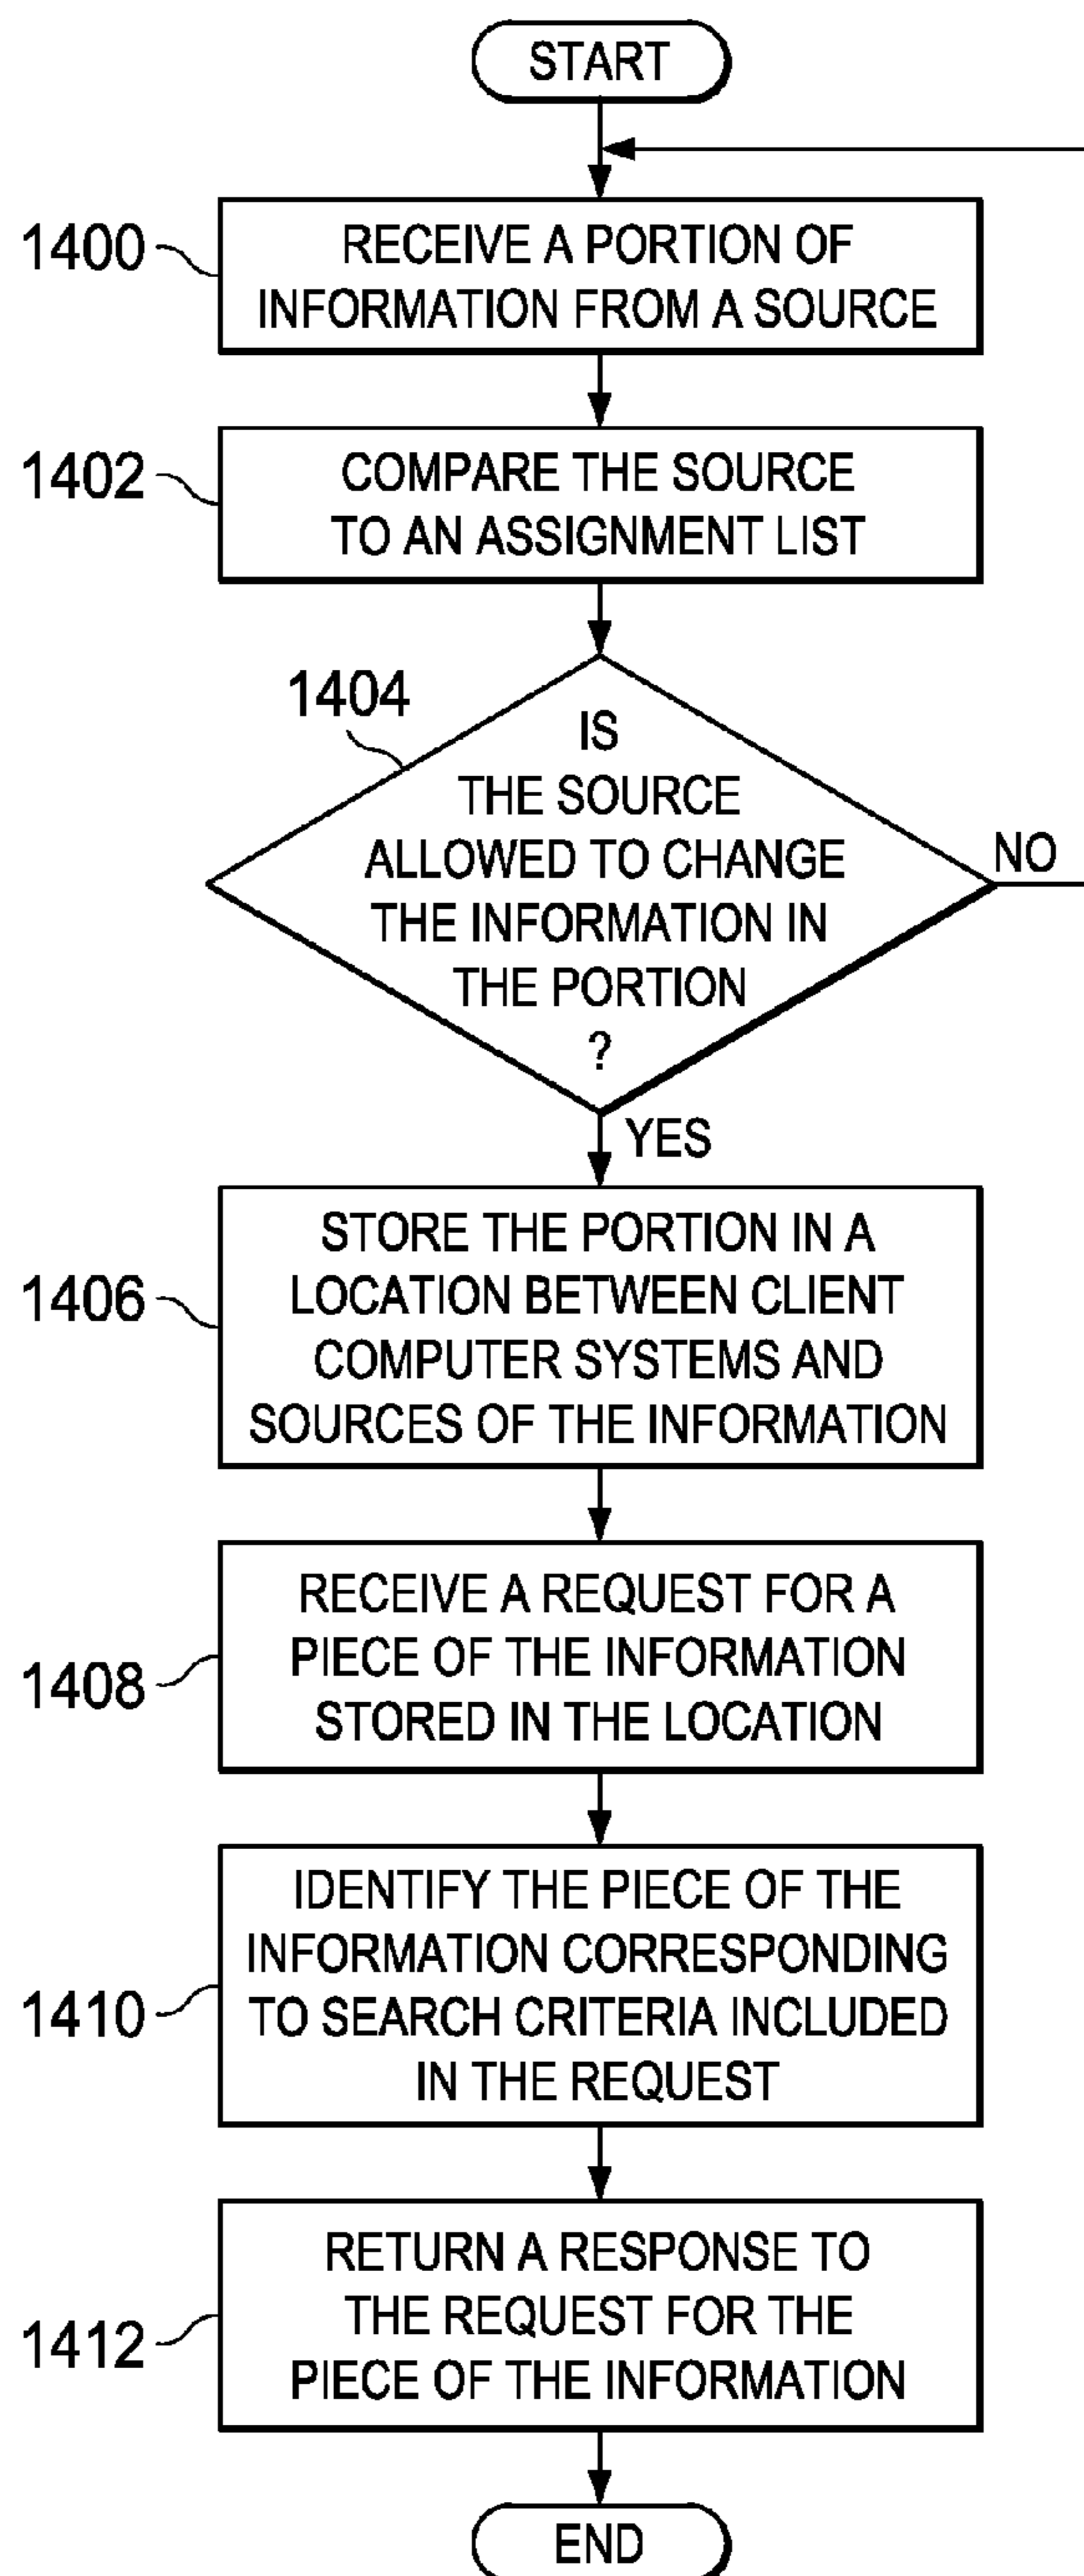 START
1400
RECEIVE A PORTION OF
INFORMATION FROM A SOURCE
1402
COMPARE THE SOURCE
TO AN ASSIGNMENT LIST
1404
IS
THE SOURCE
ALLOWED TO CHANGE
THE INFORMATION IN
THE PORTION
?
NO
YES
1406
STORE THE PORTION IN A
LOCATION BETWEEN CLIENT
COMPUTER SYSTEMS AND
SOURCES OF THE INFORMATION
1408
RECEIVE A REQUEST FOR A
PIECE OF THE INFORMATION
STORED IN THE LOCATION
1410
IDENTIFY THE PIECE OF THE
INFORMATION CORRESPONDING
TO SEARCH CRITERIA INCLUDED
IN THE REQUEST
1412
RETURN A RESPONSE TO
THE REQUEST FOR THE
PIECE OF THE INFORMATION
END